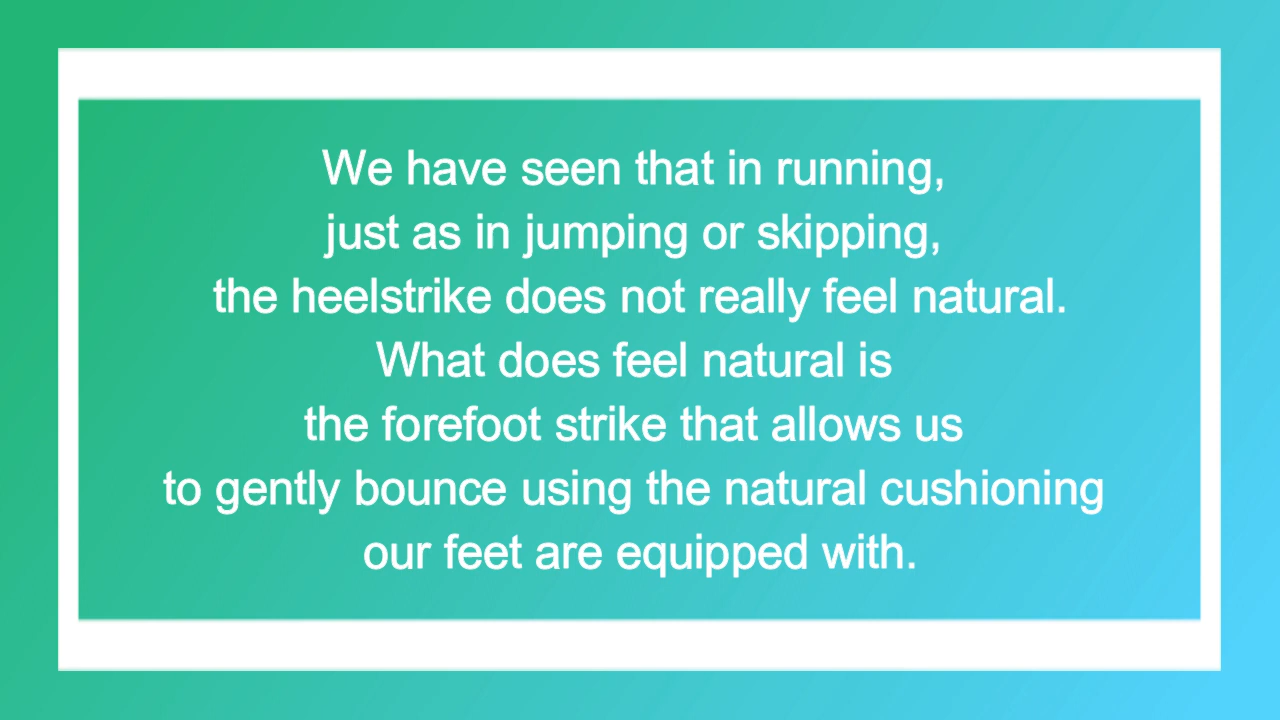 We have seen that in running,
just as in jumping or skipping,
the heelstrike does not really feel natural.
What does feel natural is
the forefoot strike that allows us
to gently bounce using the natural cushioning
our feet are equipped with.